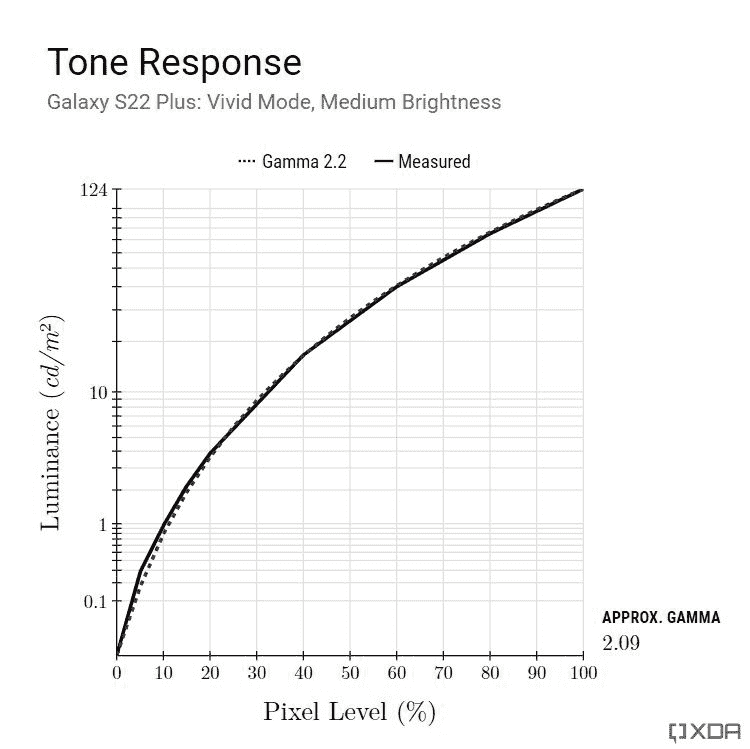 Tone Response
Galaxy S22 Plus: Vivid Mode, Medium Brightness
Gamma 2.2 Measured
124
10
1
0.1
Luminance (cd/m²)
0 10 20 30 40 50 60 70 80 90 100
Pixel Level (%)
APPROX. GAMMA
2.09
XDA